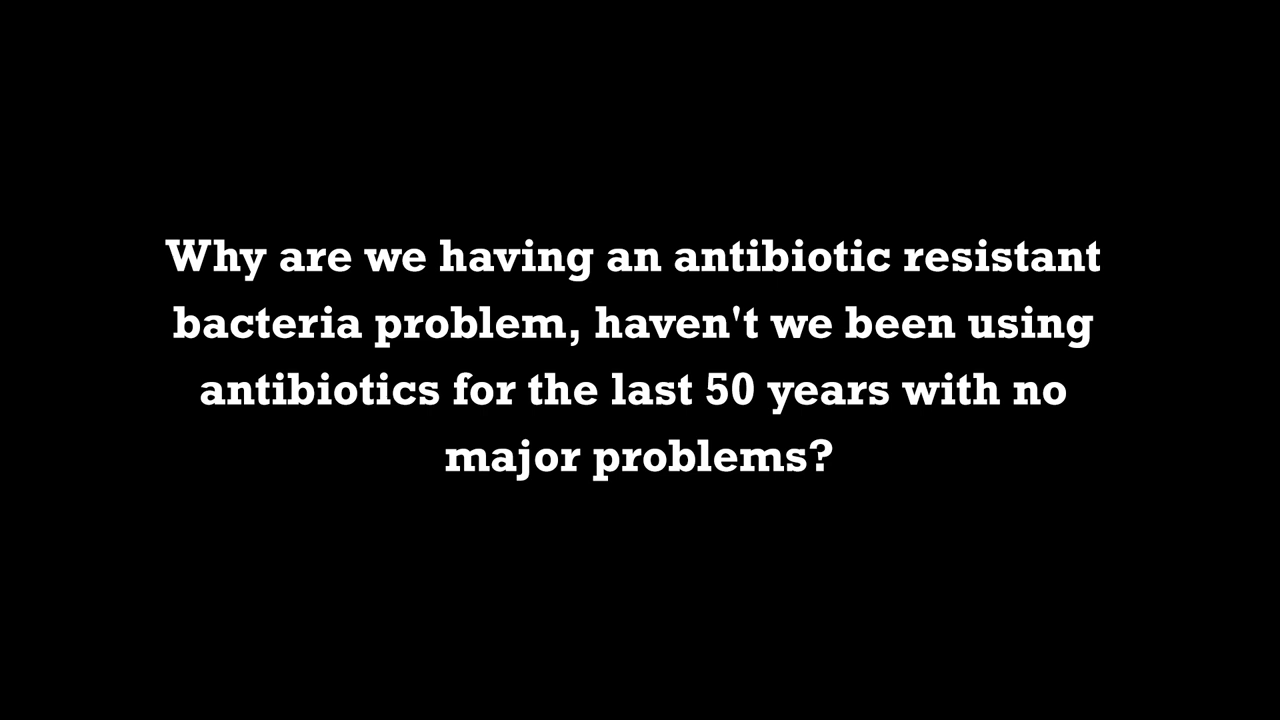 Why are we having an antibiotic resistant
bacteria problem, haven't we been using
antibiotics for the last 50 years with no
major problems?